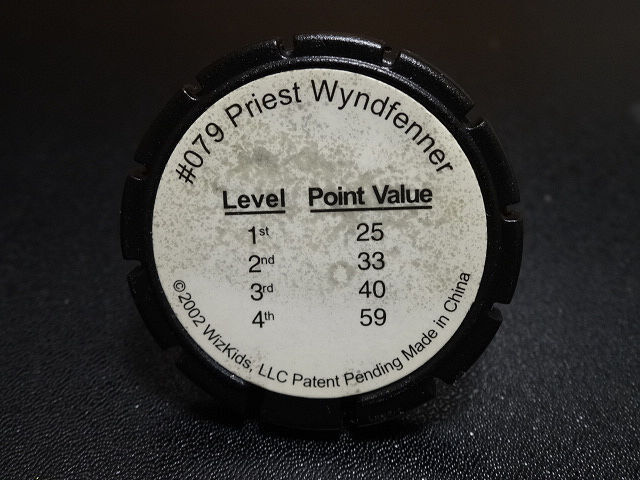 #079 Priest Wyndfenner
Level Point Value
1st 25
2nd 33
3rd 40
4th 59
©2002 WizKids, LLC Patent Pending Made in China